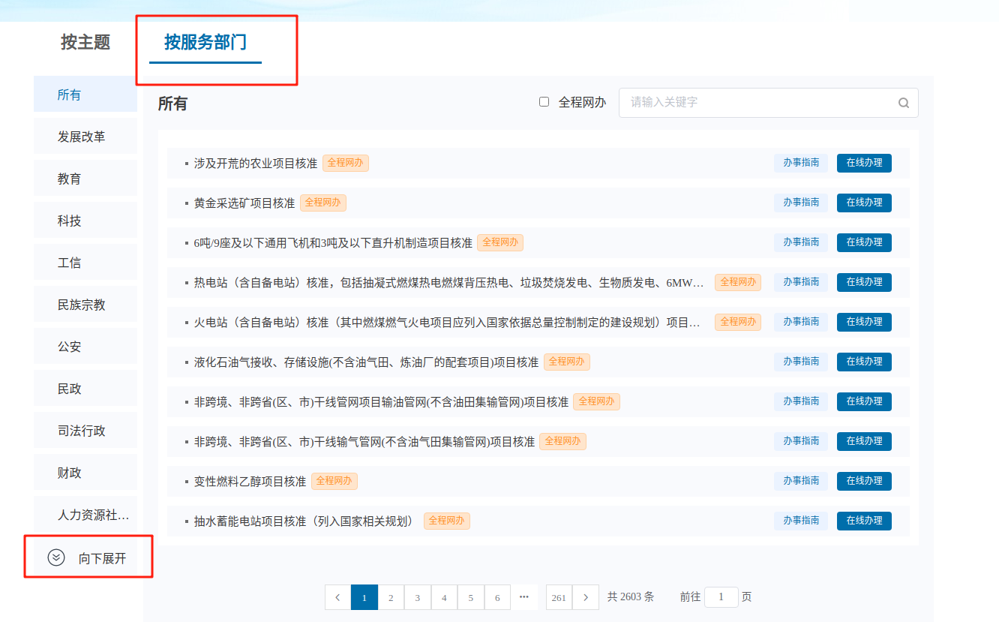 按主题 按服务部门
所有
发展改革
教育
科技
工信
民族宗教
公安
民政
司法行政
财政
人力资源社…
向下展开
所有 全程网办 请输入关键字
涉及开荒的农业项目核准 全程网办 办事指南 在线办理
黄金采选矿项目核准 全程网办 办事指南 在线办理
6吨/9座及以下通用飞机和3吨及以下直升机制造项目核准 全程网办 办事指南 在线办理
热电站（含自备电站）核准，包括抽凝式燃煤热电燃煤背压热电、垃圾焚烧发电、生物质发电、6MW… 全程网办 办事指南 在线办理
火电站（含自备电站）核准（其中燃煤燃气火电项目应列入国家依据总量控制制定的建设规划）项目… 全程网办 办事指南 在线办理
液化石油气接收、存储设施(不含油气田、炼油厂的配套项目)项目核准 全程网办 办事指南 在线办理
非跨境、非跨省(区、市)干线管网项目输油管网(不含油田集输管网)项目核准 全程网办 办事指南 在线办理
非跨境、非跨省(区、市)干线输气管网(不含油气田集输管网)项目核准 全程网办 办事指南 在线办理
变性燃料乙醇项目核准 全程网办 办事指南 在线办理
抽水蓄能电站项目核准（列入国家相关规划） 全程网办 办事指南 在线办理
1 2 3 4 5 6 ··· 261 共 2603 条 前往 1 页